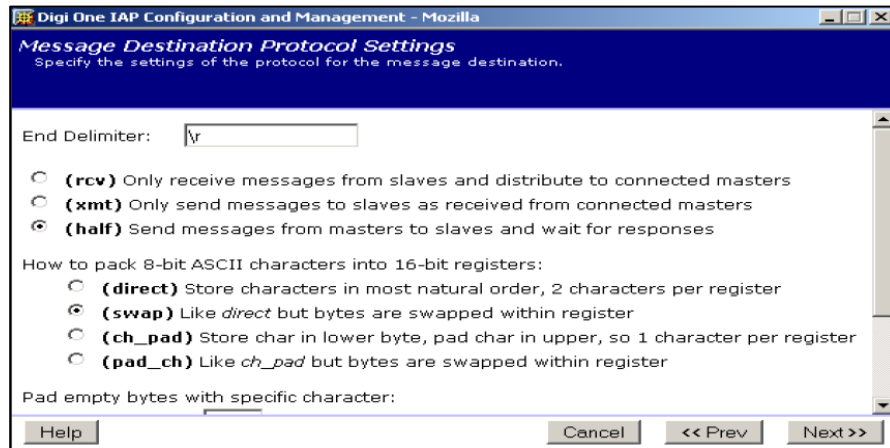 Digi One IAP Configuration and Management - Mozilla
Message Destination Protocol Settings
Specify the settings of the protocol for the message destination.
End Delimiter: \r
(rcv) Only receive messages from slaves and distribute to connected masters
(xmt) Only send messages to slaves as received from connected masters
(half) Send messages from masters to slaves and wait for responses
How to pack 8-bit ASCII characters into 16-bit registers:
(direct) Store characters in most natural order, 2 characters per register
(swap) Like direct but bytes are swapped within register
(ch_pad) Store char in lower byte, pad char in upper, so 1 character per register
(pad_ch) Like ch_pad but bytes are swapped within register
Pad empty bytes with specific character:
Help Cancel << Prev Next >>